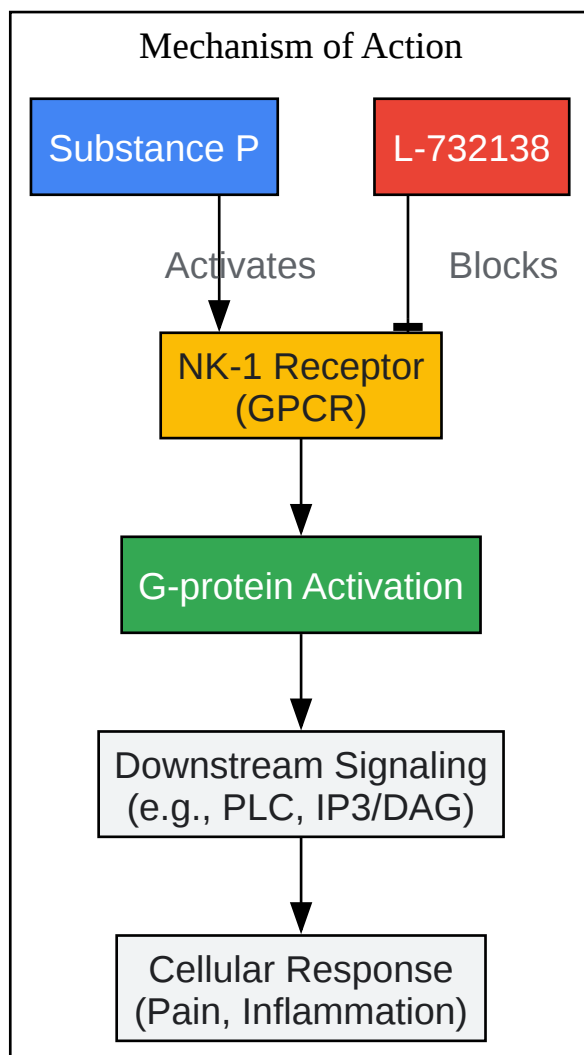 Mechanism of Action
Substance P
L-732138
Activates
Blocks
NK-1 Receptor
(GPCR)
G-protein Activation
Downstream Signaling
(e.g., PLC, IP3/DAG)
Cellular Response
(Pain, Inflammation)